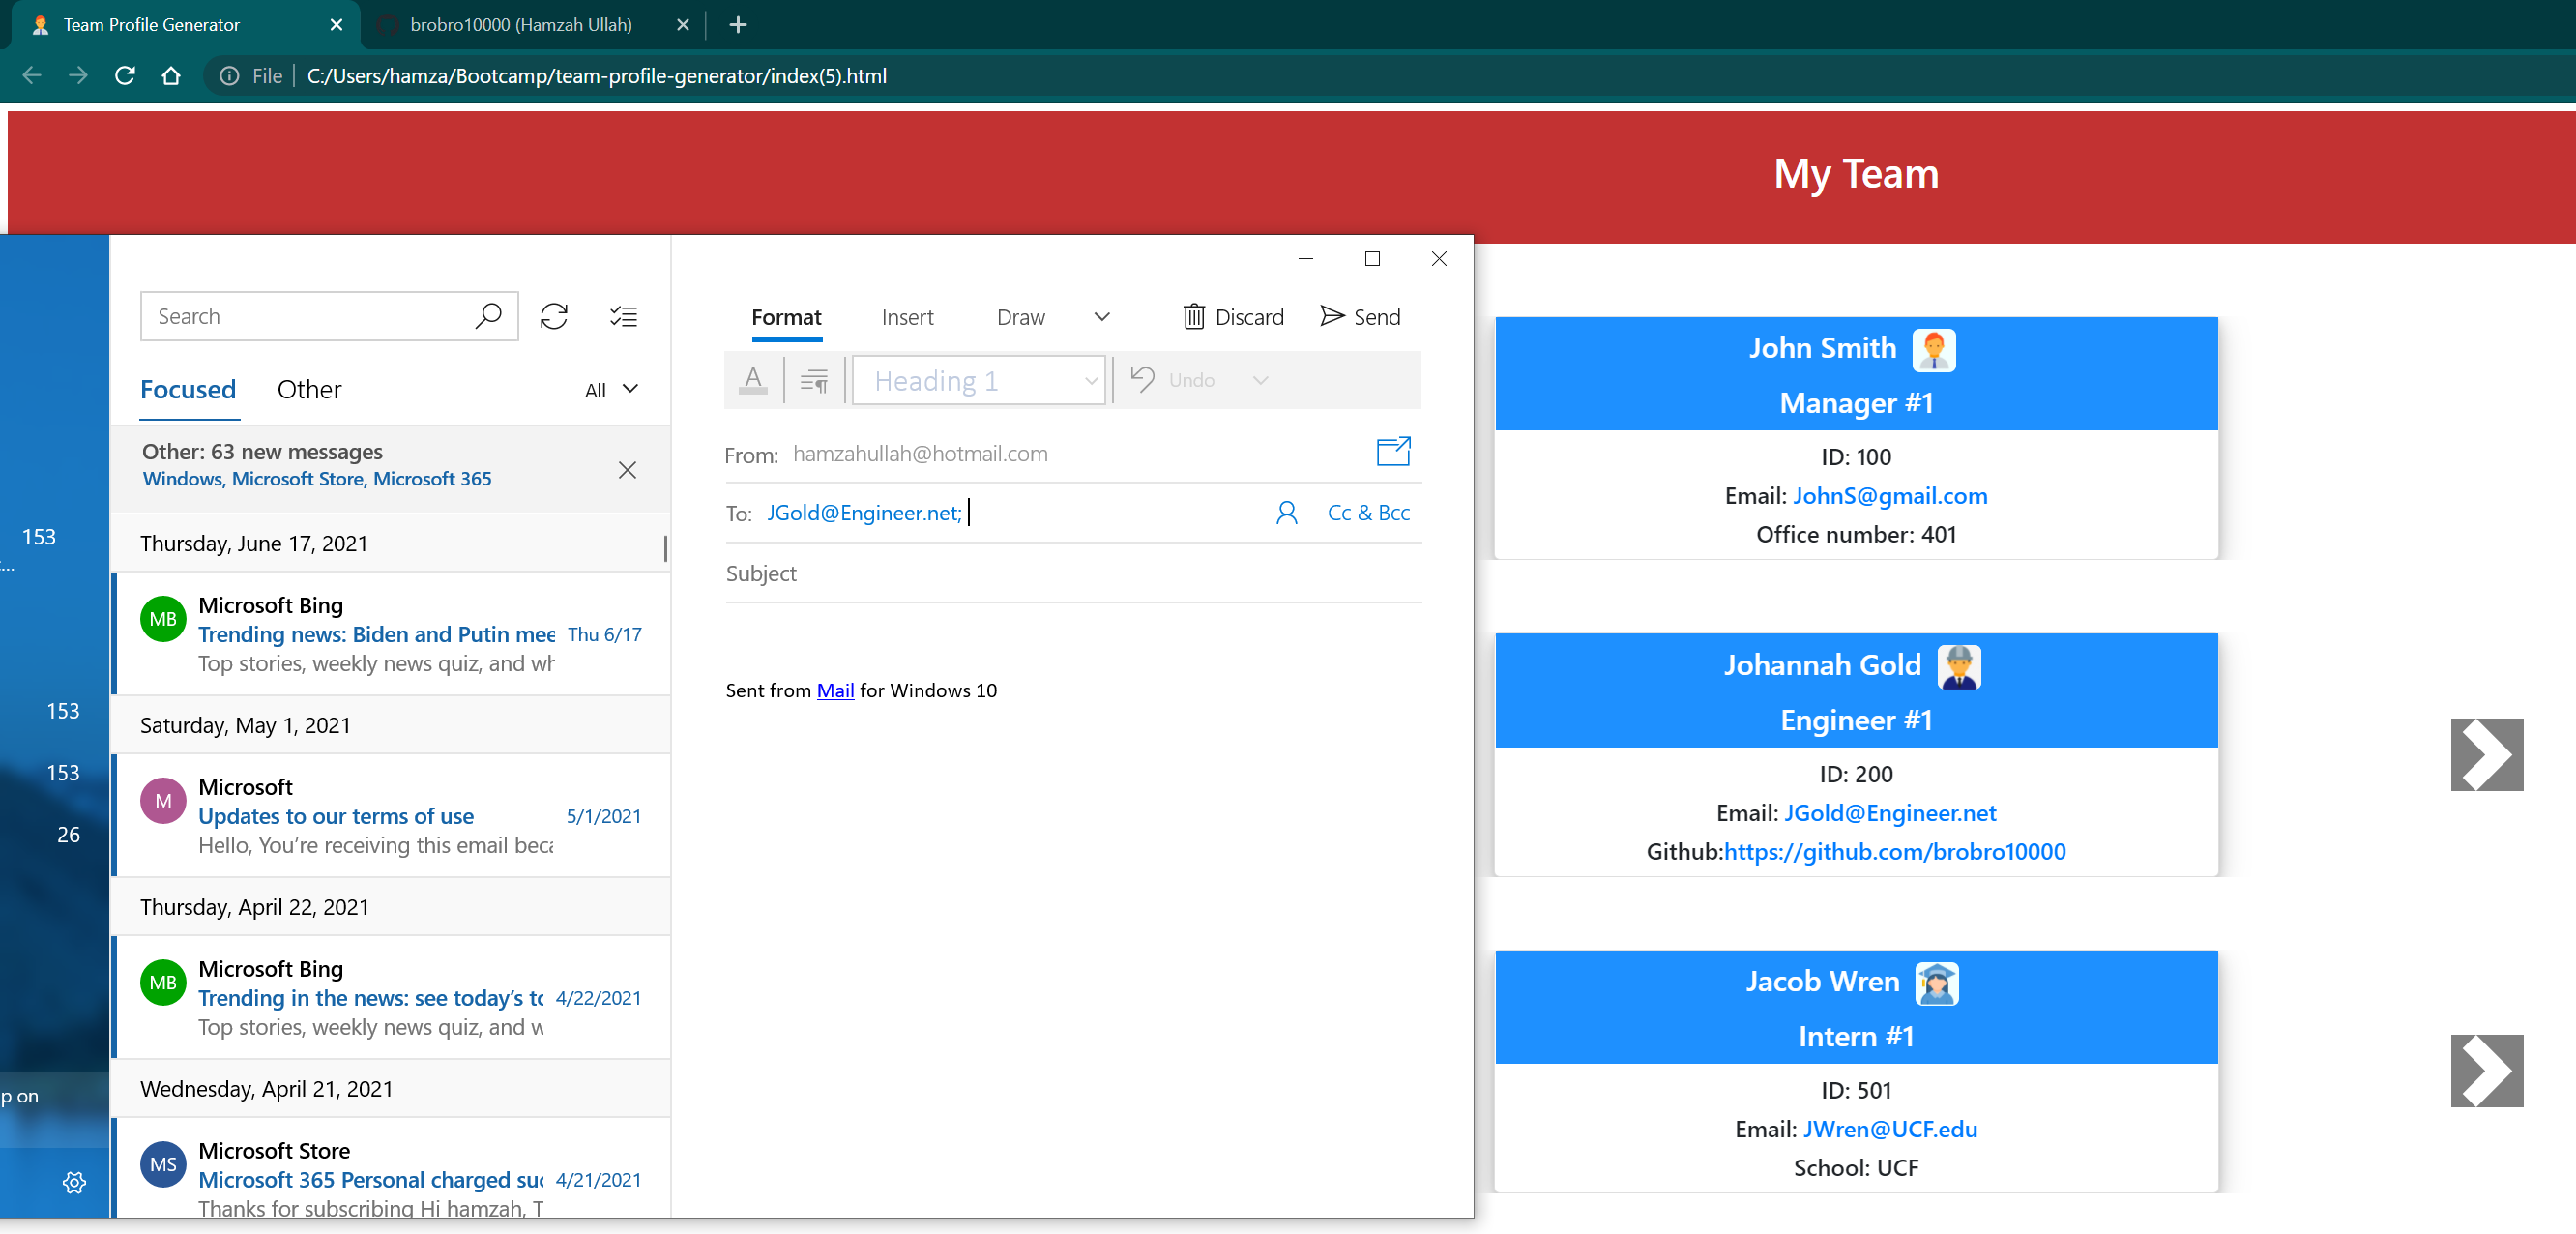 Team Profile Generator
brobro10000 (Hamzah Ullah)
File
C:/Users/hamza/Bootcamp/team-profile-generator/index(5).html
My Team
153
...
153
153
26
p on
Search
Focused
Other
All
Other: 63 new messages
Windows, Microsoft Store, Microsoft 365
Thursday, June 17, 2021
MB
Microsoft Bing
Trending news: Biden and Putin mee
Thu 6/17
Top stories, weekly news quiz, and wh
Saturday, May 1, 2021
M
Microsoft
Updates to our terms of use
5/1/2021
Hello, You’re receiving this email beca
Thursday, April 22, 2021
MB
Microsoft Bing
Trending in the news: see today’s to
4/22/2021
Top stories, weekly news quiz, and w
Wednesday, April 21, 2021
MS
Microsoft Store
Microsoft 365 Personal charged suc
4/21/2021
Thanks for subscribing Hi hamzah, T
Format
Insert
Draw
Discard
Send
A
Heading 1
Undo
From: hamzahullah@hotmail.com
To: JGold@Engineer.net;
Cc & Bcc
Subject
Sent from Mail for Windows 10
John Smith
Manager #1
ID: 100
Email: JohnS@gmail.com
Office number: 401
Johannah Gold
Engineer #1
ID: 200
Email: JGold@Engineer.net
Github:https://github.com/brobro10000
Jacob Wren
Intern #1
ID: 501
Email: JWren@UCF.edu
School: UCF